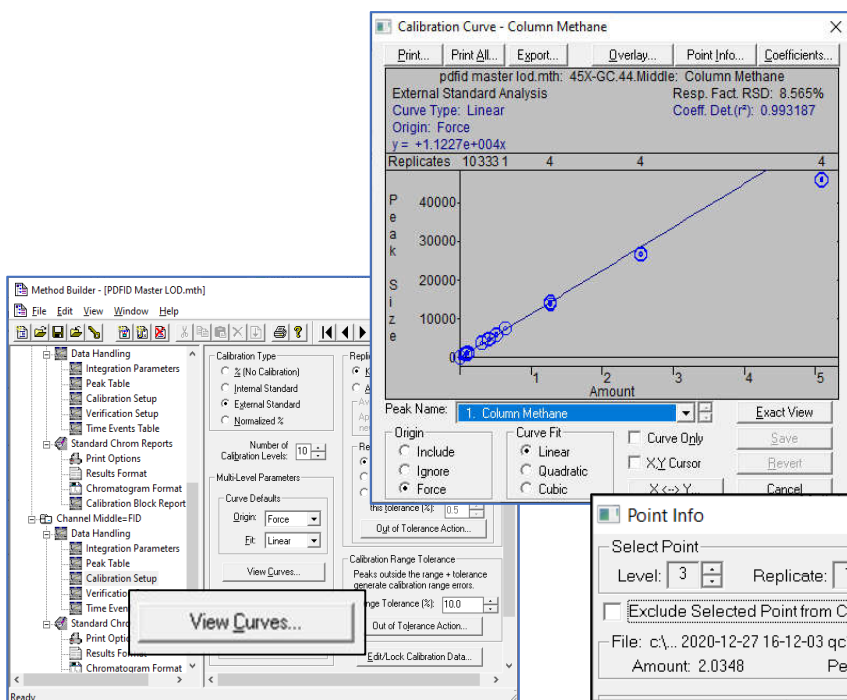 Calibration Curve - Column Methane
Print... Print All... Export... Overlay... Point Info... Coefficients...
pdfid master lod.mth: 45X-GC.44.Middle: Column Methane
External Standard Analysis Resp. Fact. RSD: 8.565%
Curve Type: Linear Coeff. Det.(r²): 0.993187
Origin: Force
y = +1.1227e+004x
Replicates 10 3 3 3 1 4 4 4
Peak Size
40000
30000
20000
10000
0
1 2 3 4 5
Amount
Peak Name: 1. Column Methane Exact View
Origin Curve Fit Curve Only Save
Include Linear
Ignore Quadratic X,Y Cursor Revert
Force Cubic X <-> Y... Cancel
Method Builder - [PDFID Master LOD.mth]
File Edit View Window Help
Data Handling
Integration Parameters
Peak Table
Calibration Setup
Verification Setup
Time Events Table
Standard Chrom Reports
Print Options
Results Format
Chromatogram Format
Calibration Block Report
Channel Middle=FID
Data Handling
Integration Parameters
Peak Table
Calibration Setup
Time Even
Standard Chro
Print Optio
Results Fo
Chromatogram Format
Calibration Type
% (No Calibration)
Internal Standard
External Standard
Normalized %
Number of
Calibration Levels: 10
Multi-Level Parameters
Curve Defaults
Origin: Force
Fit: Linear
View Curves...
View Curves...
this tolerance (%): 0.5
Out of Tolerance Action...
Calibration Range Tolerance
Peaks outside the range + tolerance
generate calibration range errors.
nge Tolerance (%): 10.0
Out of Tolerance Action...
Edit/Lock Calibration Data...
Ready
Point Info
Select Point
Level: 3 Replicate:
Exclude Selected Point from C
File: c:\... 2020-12-27 16-12-03 qc
Amount: 2.0348 Pe